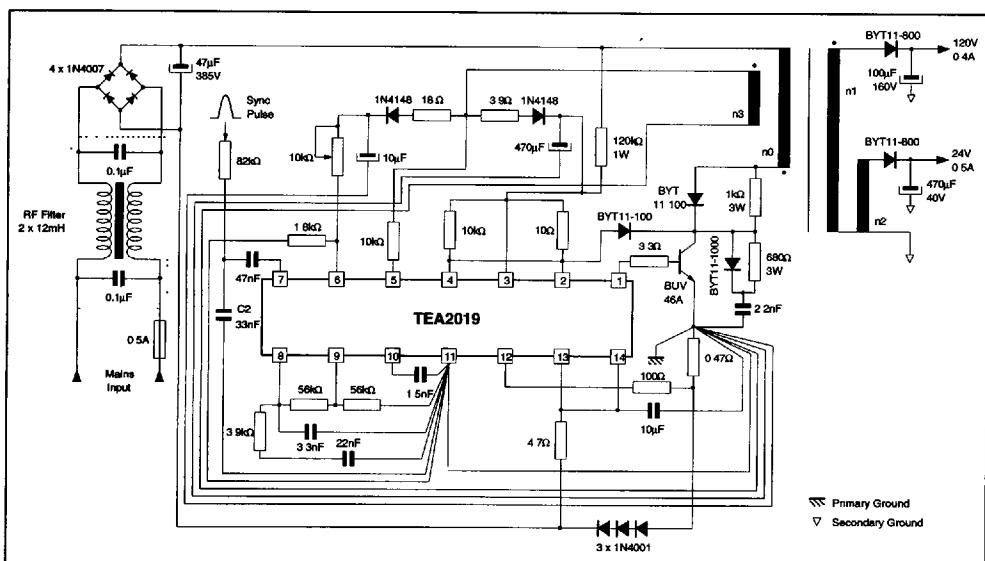 4 x 1N4007
47µF
385V
BYT11-800
120V
0 4A
100µF
160V
Sync
Pulse
1N4148
18Ω
3 9Ω
1N4148
n3
n1
82kΩ
10kΩ
10µF
470µF
120kΩ
1W
n0
BYT11-800
24V
0 5A
0.1µF
RF Filter
2 x 12mH
BYT
11 100
1kΩ
3W
470µF
40V
n2
1 8kΩ
10kΩ
10kΩ
10Ω
BYT11-100
3 3Ω
BYT11-1000
680Ω
3W
47nF
7
6
5
4
3
2
1
BUV
46A
2 2nF
0.1µF
C2
33nF
TEA2019
0 5A
8
9
10
11
12
13
14
0 47Ω
Mains
Input
100Ω
56kΩ
56kΩ
1 5nF
10µF
3 9kΩ
3 3nF
22nF
4 7Ω
Primary Ground
Secondary Ground
3 x 1N4001